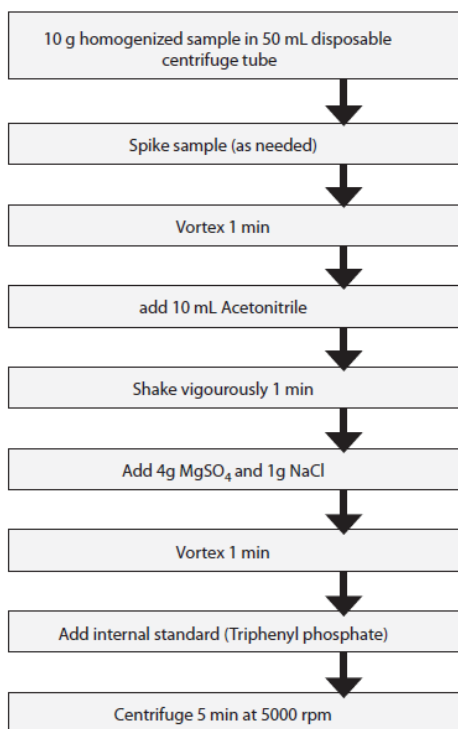 10 g homogenized sample in 50 mL disposable
centrifuge tube
Spike sample (as needed)
Vortex 1 min
add 10 mL Acetonitrile
Shake vigourously 1 min
Add 4g MgSO₄ and 1g NaCl
Vortex 1 min
Add internal standard (Triphenyl phosphate)
Centrifuge 5 min at 5000 rpm